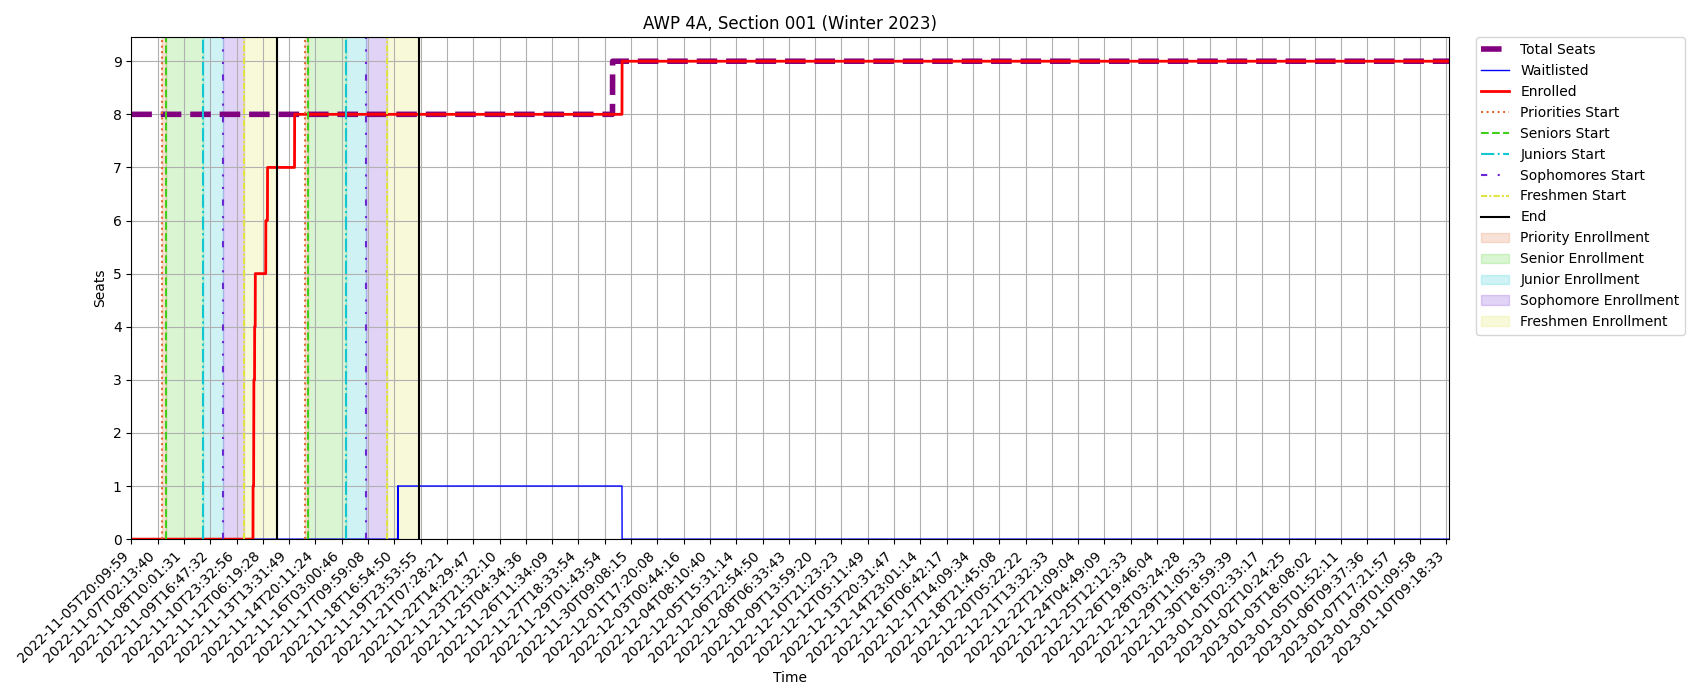 AWP 4A, Section 001 (Winter 2023)
Seats
9
8
7
6
5
4
3
2
1
0
2022-11-05T20:09:59
2022-11-07T02:13:40
2022-11-08T10:01:31
2022-11-09T16:47:32
2022-11-10T23:32:56
2022-11-12T06:19:28
2022-11-13T13:31:49
2022-11-14T20:11:24
2022-11-16T03:00:46
2022-11-17T09:59:08
2022-11-18T16:54:50
2022-11-19T23:53:55
2022-11-21T07:28:21
2022-11-22T14:29:47
2022-11-23T21:32:10
2022-11-25T04:34:36
2022-11-26T11:34:09
2022-11-27T18:33:54
2022-11-29T01:43:54
2022-11-30T09:08:15
2022-12-01T17:20:08
2022-12-03T00:44:16
2022-12-04T08:10:40
2022-12-05T15:31:14
2022-12-06T22:54:50
2022-12-08T06:33:43
2022-12-09T13:59:20
2022-12-10T21:23:23
2022-12-12T05:11:49
2022-12-13T20:31:47
2022-12-14T23:01:14
2022-12-16T06:42:17
2022-12-17T14:09:34
2022-12-18T21:45:08
2022-12-20T05:22:22
2022-12-21T13:32:33
2022-12-22T21:09:04
2022-12-24T04:49:09
2022-12-25T12:12:33
2022-12-26T19:46:04
2022-12-28T03:24:28
2022-12-29T11:05:33
2022-12-30T18:59:39
2023-01-01T02:33:17
2023-01-02T10:24:25
2023-01-03T18:08:02
2023-01-05T01:52:11
2023-01-06T09:37:36
2023-01-07T17:21:57
2023-01-09T01:09:58
2023-01-10T09:18:33
Time
Total Seats
Waitlisted
Enrolled
Priorities Start
Seniors Start
Juniors Start
Sophomores Start
Freshmen Start
End
Priority Enrollment
Senior Enrollment
Junior Enrollment
Sophomore Enrollment
Freshmen Enrollment